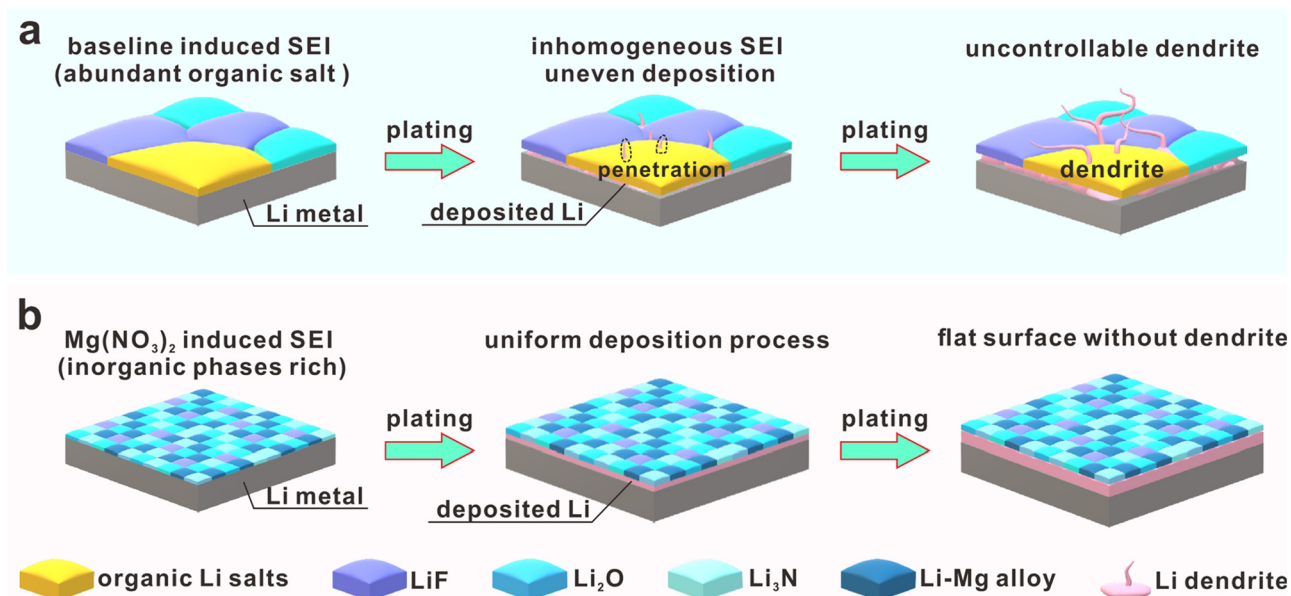 a
baseline induced SEI
(abundant organic salt )
inhomogeneous SEI
uneven deposition
uncontrollable dendrite
plating
plating
penetration
dendrite
Li metal
deposited Li
b
Mg(NO₃)₂ induced SEI
(inorganic phases rich)
uniform deposition process
flat surface without dendrite
plating
plating
Li metal
deposited Li
organic Li salts
LiF
Li₂O
Li₃N
Li-Mg alloy
Li dendrite